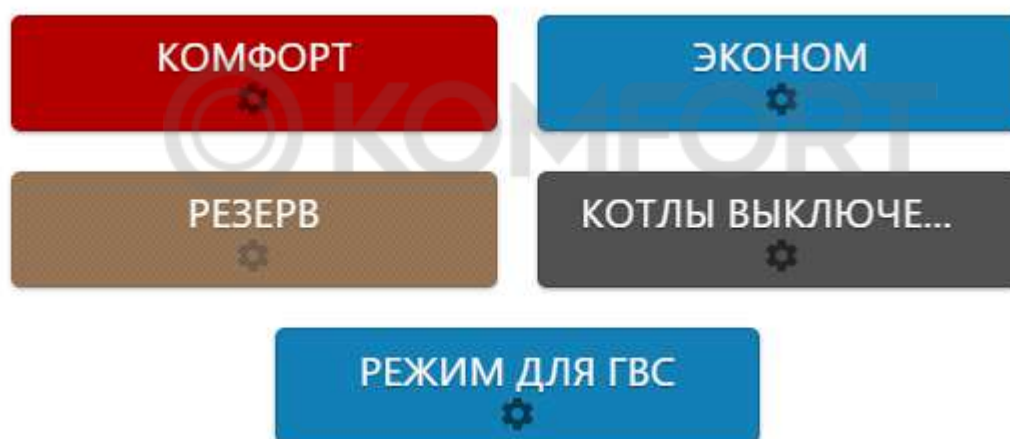 КОМФОРТ
ЭКОНОМ
KOMFORT
РЕЗЕРВ
КОТЛЫ ВЫКЛЮЧЕ...
РЕЖИМ ДЛЯ ГВС